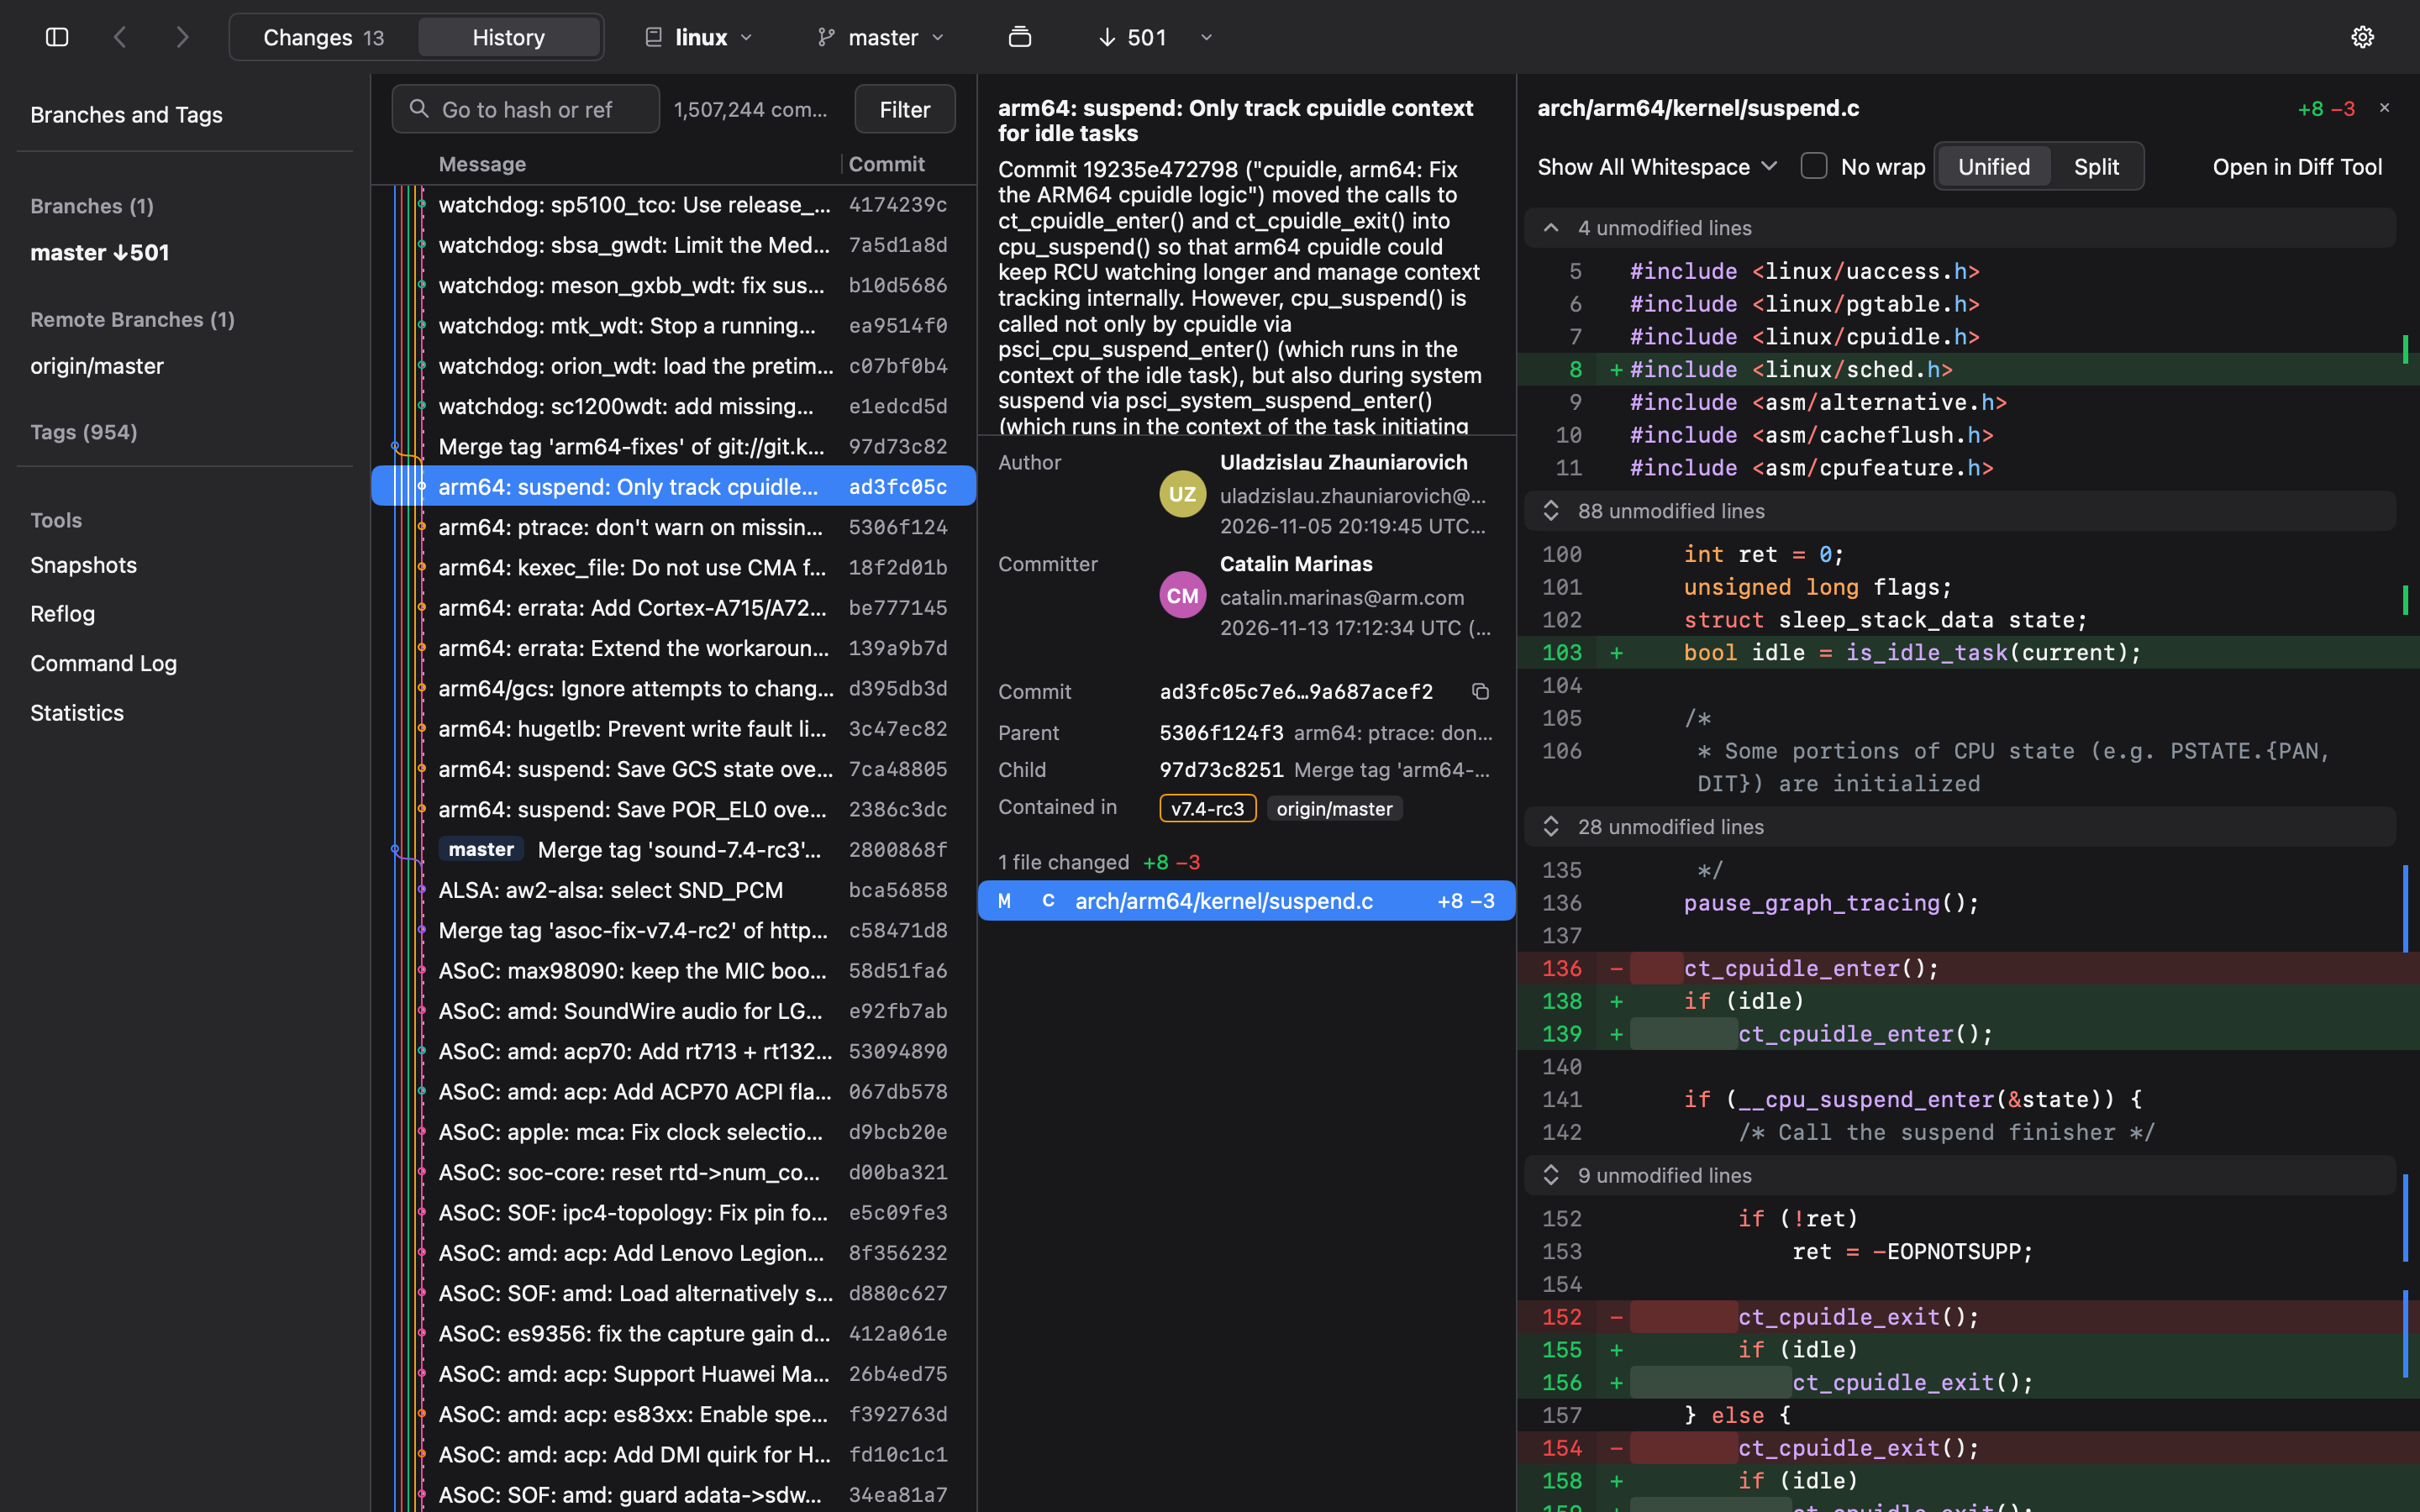 Changes 13
History
linux
master
501
Branches and Tags
Branches (1)
master ↓501
Remote Branches (1)
origin/master
Tags (954)
Tools
Snapshots
Reflog
Command Log
Statistics
Go to hash or ref
1,507,244 com...
Filter
Message Commit
watchdog: sp5100_tco: Use release_... 4174239c
watchdog: sbsa_gwdt: Limit the Med... 7a5d1a8d
watchdog: meson_gxbb_wdt: fix sus... b10d5686
watchdog: mtk_wdt: Stop a running... ea9514f0
watchdog: orion_wdt: load the pretim... c07bf0b4
watchdog: sc1200wdt: add missing... e1edcd5d
Merge tag 'arm64-fixes' of git://git.k... 97d73c82
arm64: suspend: Only track cpuidle... ad3fc05c
arm64: ptrace: don't warn on missin... 5306f124
arm64: kexec_file: Do not use CMA f... 18f2d01b
arm64: errata: Add Cortex-A715/A72... be777145
arm64: errata: Extend the workaroun... 139a9b7d
arm64/gcs: Ignore attempts to chang... d395db3d
arm64: hugetlb: Prevent write fault li... 3c47ec82
arm64: suspend: Save GCS state ove... 7ca48805
arm64: suspend: Save POR_EL0 ove... 2386c3dc
master Merge tag 'sound-7.4-rc3'... 2800868f
ALSA: aw2-alsa: select SND_PCM bca56858
Merge tag 'asoc-fix-v7.4-rc2' of http... c58471d8
ASoC: max98090: keep the MIC boo... 58d51fa6
ASoC: amd: SoundWire audio for LG... e92fb7ab
ASoC: amd: acp70: Add rt713 + rt132... 53094890
ASoC: amd: acp: Add ACP70 ACPI fla... 067db578
ASoC: apple: mca: Fix clock selectio... d9bcb20e
ASoC: soc-core: reset rtd->num_co... d00ba321
ASoC: SOF: ipc4-topology: Fix pin fo... e5c09fe3
ASoC: amd: acp: Add Lenovo Legion... 8f356232
ASoC: SOF: amd: Load alternatively s... d880c627
ASoC: es9356: fix the capture gain d... 412a061e
ASoC: amd: acp: Support Huawei Ma... 26b4ed75
ASoC: amd: acp: es83xx: Enable spe... f392763d
ASoC: amd: acp: Add DMI quirk for H... fd10c1c1
ASoC: SOF: amd: guard adata->sdw... 34ea81a7
arm64: suspend: Only track cpuidle context
for idle tasks
Commit 19235e472798 ("cpuidle, arm64: Fix
the ARM64 cpuidle logic") moved the calls to
ct_cpuidle_enter() and ct_cpuidle_exit() into
cpu_suspend() so that arm64 cpuidle could
keep RCU watching longer and manage context
tracking internally. However, cpu_suspend() is
called not only by cpuidle via
psci_cpu_suspend_enter() (which runs in the
context of the idle task), but also during system
suspend via psci_system_suspend_enter()
(which runs in the context of the task initiating
Author
UZ
Uladzislau Zhauniarovich
uladzislau.zhauniarovich@...
2026-11-05 20:19:45 UTC...
Committer
CM
Catalin Marinas
catalin.marinas@arm.com
2026-11-13 17:12:34 UTC (...
Commit ad3fc05c7e6…9a687acef2
Parent 5306f124f3 arm64: ptrace: don...
Child 97d73c8251 Merge tag 'arm64-...
Contained in v7.4-rc3 origin/master
1 file changed +8 −3
M C arch/arm64/kernel/suspend.c +8 −3
arch/arm64/kernel/suspend.c +8 −3 ×
Show All Whitespace No wrap Unified Split Open in Diff Tool
4 unmodified lines
5 #include <linux/uaccess.h>
6 #include <linux/pgtable.h>
7 #include <linux/cpuidle.h>
8 + #include <linux/sched.h>
9 #include <asm/alternative.h>
10 #include <asm/cacheflush.h>
11 #include <asm/cpufeature.h>
88 unmodified lines
100 int ret = 0;
101 unsigned long flags;
102 struct sleep_stack_data state;
103 + bool idle = is_idle_task(current);
104
105 /*
106 * Some portions of CPU state (e.g. PSTATE.{PAN,
DIT}) are initialized
28 unmodified lines
135 */
136 pause_graph_tracing();
137
136 − ct_cpuidle_enter();
138 + if (idle)
139 + ct_cpuidle_enter();
140
141 if (__cpu_suspend_enter(&state)) {
142 /* Call the suspend finisher */
9 unmodified lines
152 if (!ret)
153 ret = −EOPNOTSUPP;
154
152 − ct_cpuidle_exit();
155 + if (idle)
156 + ct_cpuidle_exit();
157 } else {
154 − ct_cpuidle_exit();
158 + if (idle)
159 + ct_cpuidle_exit();